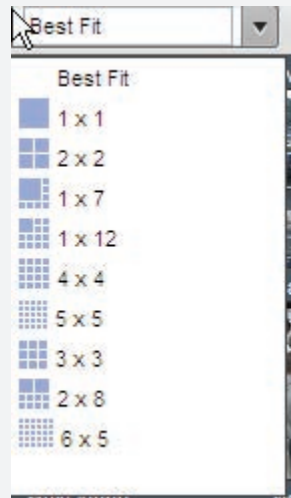 Best Fit
Best Fit
1 x 1
2 x 2
1 x 7
1 x 12
4 x 4
5 x 5
3 x 3
2 x 8
6 x 5